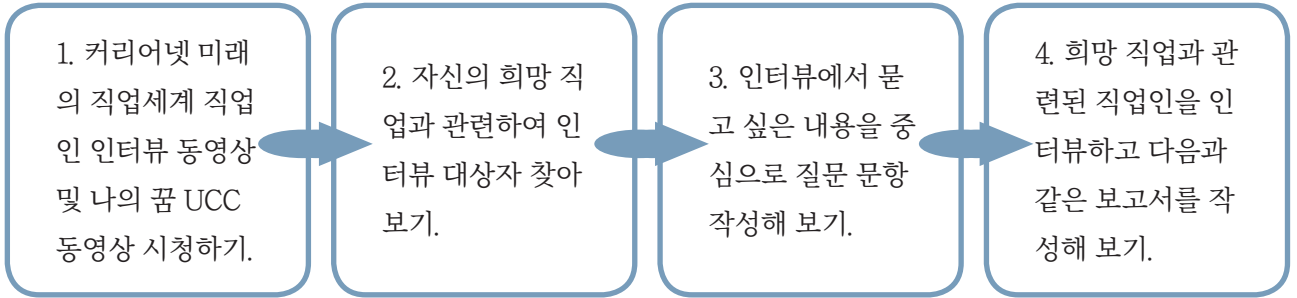 1. 커리어넷 미래
의 직업세계 직업
인 인터뷰 동영상
및 나의 꿈 UCC
동영상 시청하기.
2. 자신의 희망 직
업과 관련하여 인
터뷰 대상자 찾아
보기.
3. 인터뷰에서 묻
고 싶은 내용을 중
심으로 질문 문항
작성해 보기.
4. 희망 직업과 관
련된 직업인을 인
터뷰하고 다음과
같은 보고서를 작
성해 보기.